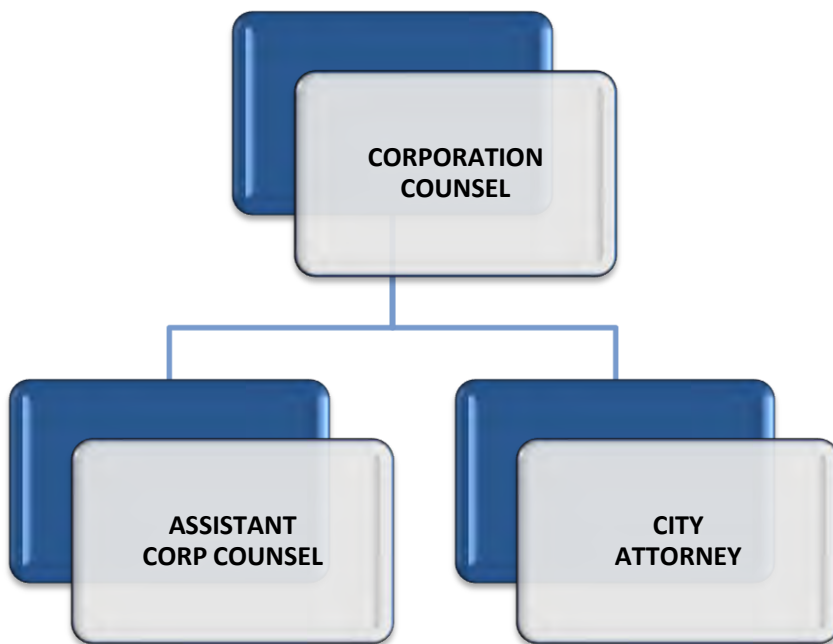 CORPORATION
COUNSEL
ASSISTANT
CORP COUNSEL
CITY
ATTORNEY